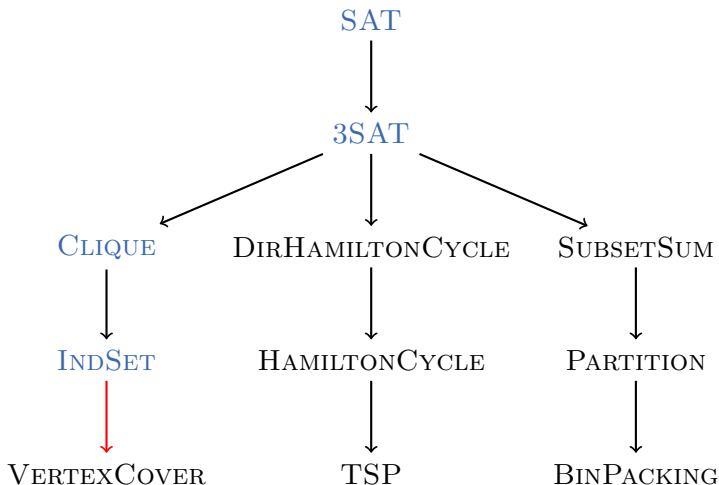 SAT
3SAT
CLIQUE DIRHAMILTONCYCLE SUBSETSUM
INDSET HAMILTONCYCLE PARTITION
VERTEXCOVER TSP BINPACKING